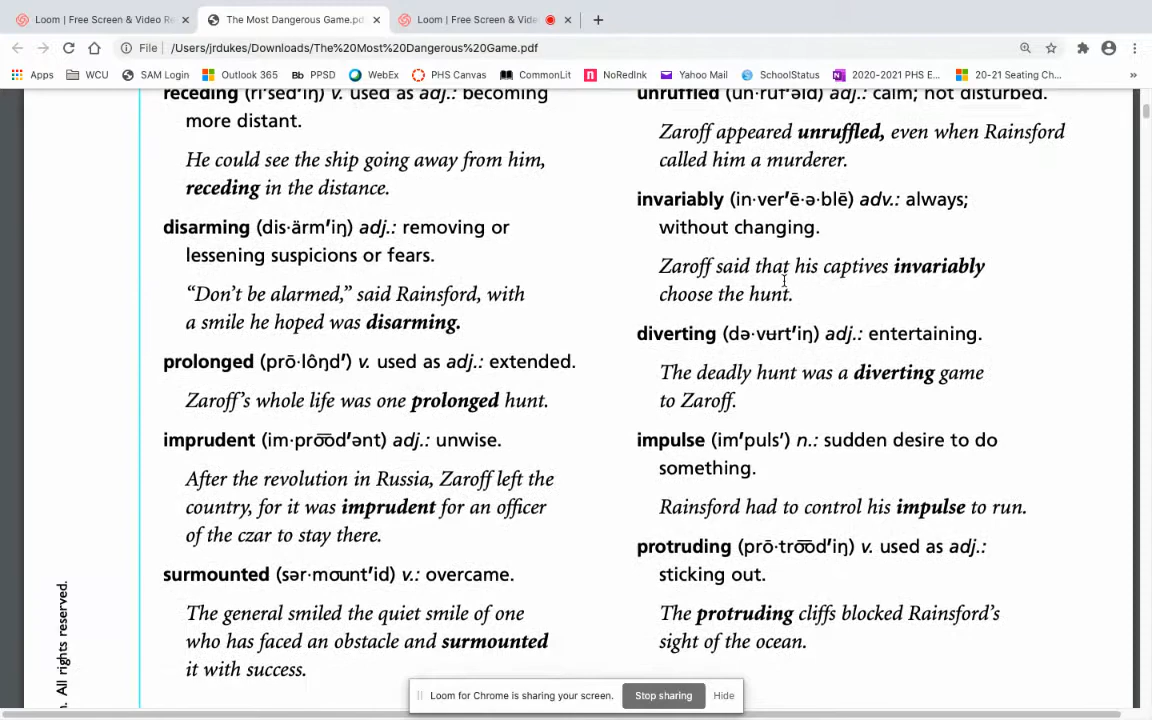 Loom | Free Screen & Video Re
The Most Dangerous Game.pd
Loom | Free Screen & Vide
File
/Users/jrdukes/Downloads/The%20Most%20Dangerous%20Game.pdf
Apps
WCU
SAM Login
Outlook 365
Bb PPSD
WebEx
PHS Canvas
CommonLit
NoRedInk
Yahoo Mail
SchoolStatus
2020-2021 PHS E...
20-21 Seating Ch...
»
receding (ri·sēd′iŋ) v. used as adj.: becoming
more distant.
He could see the ship going away from him,
receding in the distance.
disarming (dis·ärm′iŋ) adj.: removing or
lessening suspicions or fears.
“Don’t be alarmed,” said Rainsford, with
a smile he hoped was disarming.
prolonged (prō·lôŋd′) v. used as adj.: extended.
Zaroff’s whole life was one prolonged hunt.
imprudent (im·pro͞od′ənt) adj.: unwise.
After the revolution in Russia, Zaroff left the
country, for it was imprudent for an officer
of the czar to stay there.
surmounted (sər·mount′id) v.: overcame.
The general smiled the quiet smile of one
who has faced an obstacle and surmounted
it with success.
unruffled (un·ruf′əld) adj.: calm; not disturbed.
Zaroff appeared unruffled, even when Rainsford
called him a murderer.
invariably (in·ver′ē·ə·blē) adv.: always;
without changing.
Zaroff said that his captives invariably
choose the hunt.
diverting (də·vʉrt′iŋ) adj.: entertaining.
The deadly hunt was a diverting game
to Zaroff.
impulse (im′puls′) n.: sudden desire to do
something.
Rainsford had to control his impulse to run.
protruding (prō·tro͞od′iŋ) v. used as adj.:
sticking out.
The protruding cliffs blocked Rainsford’s
sight of the ocean.
. All rights reserved.
Loom for Chrome is sharing your screen.
Stop sharing
Hide